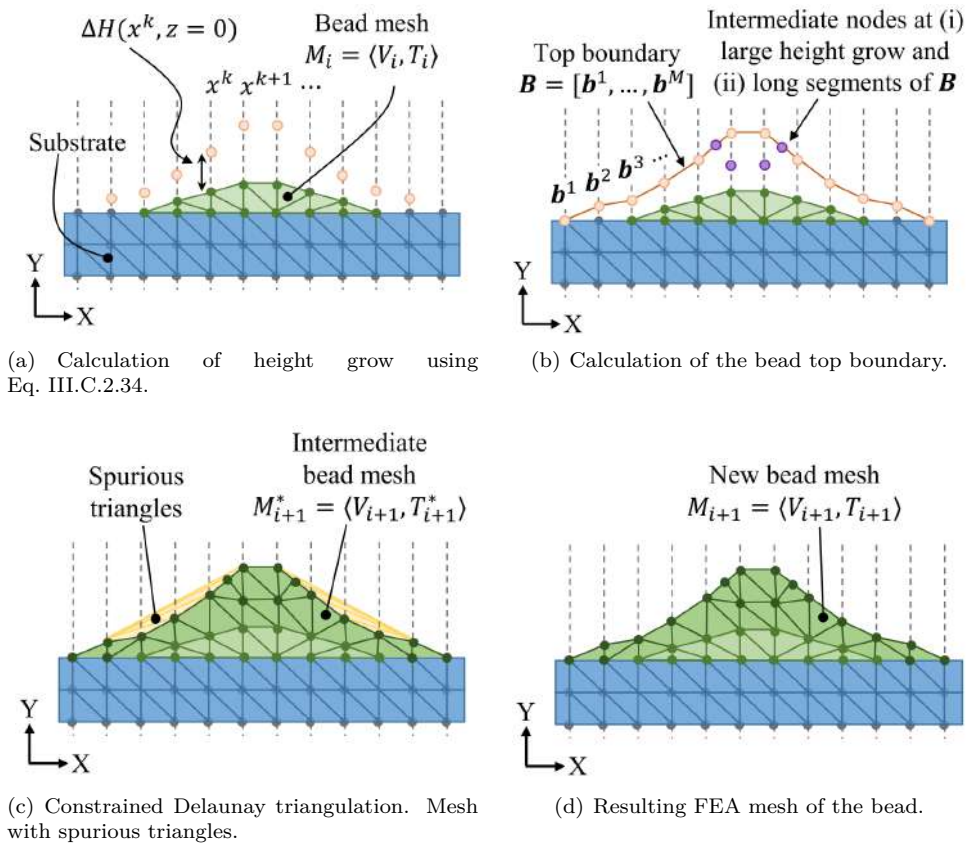 ΔH(x^k, z = 0)
Bead mesh
M_i = ⟨V_i, T_i⟩
x^k x^{k+1} ...
Substrate
Y
X
(a) Calculation of height grow using
Eq. III.C.2.34.
Intermediate nodes at (i)
large height grow and
(ii) long segments of B
Top boundary
B = [b^1, ..., b^M]
b^1 b^2 b^3 ...
Y
X
(b) Calculation of the bead top boundary.
Spurious
triangles
Intermediate
bead mesh
M^*_{i+1} = ⟨V_{i+1}, T^*_{i+1}⟩
Y
X
(c) Constrained Delaunay triangulation. Mesh
with spurious triangles.
New bead mesh
M_{i+1} = ⟨V_{i+1}, T_{i+1}⟩
Y
X
(d) Resulting FEA mesh of the bead.